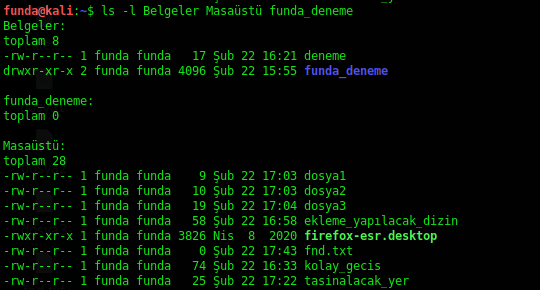 funda@kali:~$ ls -l Belgeler Masaüstü funda_deneme
Belgeler:
toplam 8
-rw-r--r-- 1 funda funda   17 Şub 22 16:21 deneme
drwxr-xr-x 2 funda funda 4096 Şub 22 15:55 funda_deneme

funda_deneme:
toplam 0

Masaüstü:
toplam 28
-rw-r--r-- 1 funda funda    9 Şub 22 17:03 dosya1
-rw-r--r-- 1 funda funda   10 Şub 22 17:03 dosya2
-rw-r--r-- 1 funda funda   19 Şub 22 17:04 dosya3
-rw-r--r-- 1 funda funda   58 Şub 22 16:58 ekleme_yapılacak_dizin
-rwxr-xr-x 1 funda funda 3826 Nis  8  2020 firefox-esr.desktop
-rw-r--r-- 1 funda funda    0 Şub 22 17:43 fnd.txt
-rw-r--r-- 1 funda funda   74 Şub 22 16:33 kolay_gecis
-rw-r--r-- 1 funda funda   25 Şub 22 17:22 tasinalacak_yer